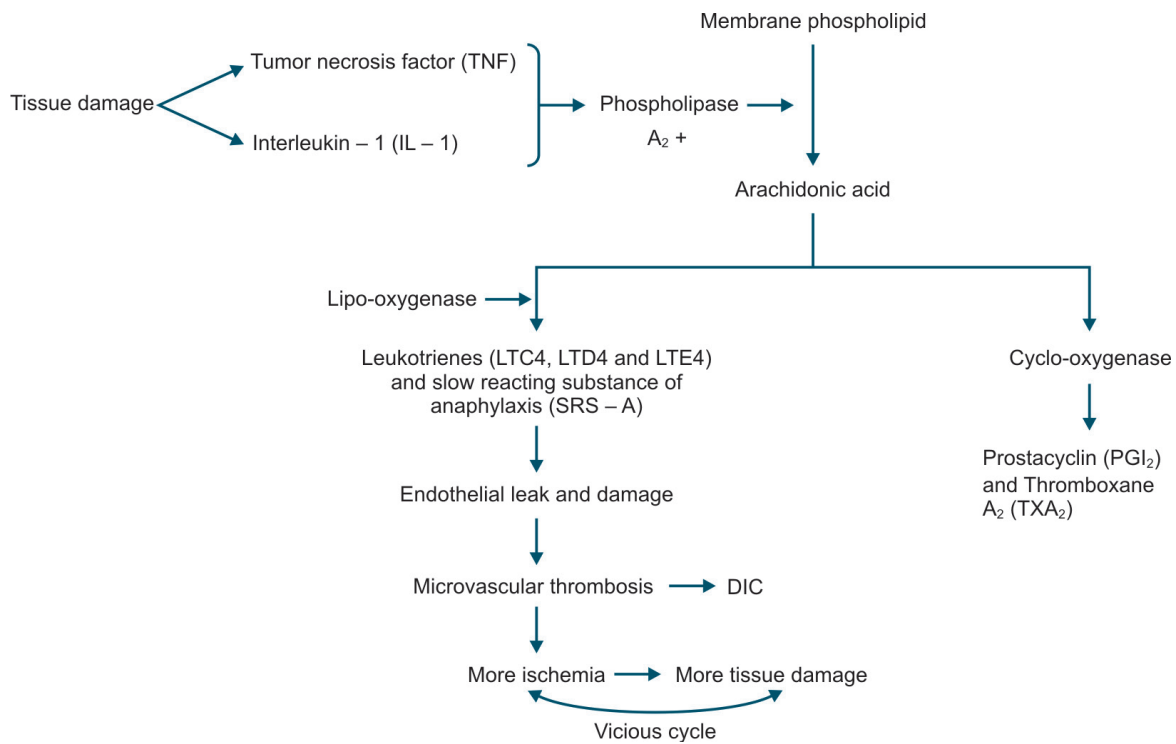 Membrane phospholipid
Tumor necrosis factor (TNF)
Tissue damage
Phospholipase
A₂ +
Interleukin – 1 (IL – 1)
Arachidonic acid
Lipo-oxygenase
Leukotrienes (LTC4, LTD4 and LTE4)
and slow reacting substance of
anaphylaxis (SRS – A)
Cyclo-oxygenase
Prostacyclin (PGI₂)
and Thromboxane
A₂ (TXA₂)
Endothelial leak and damage
Microvascular thrombosis
DIC
More ischemia
More tissue damage
Vicious cycle